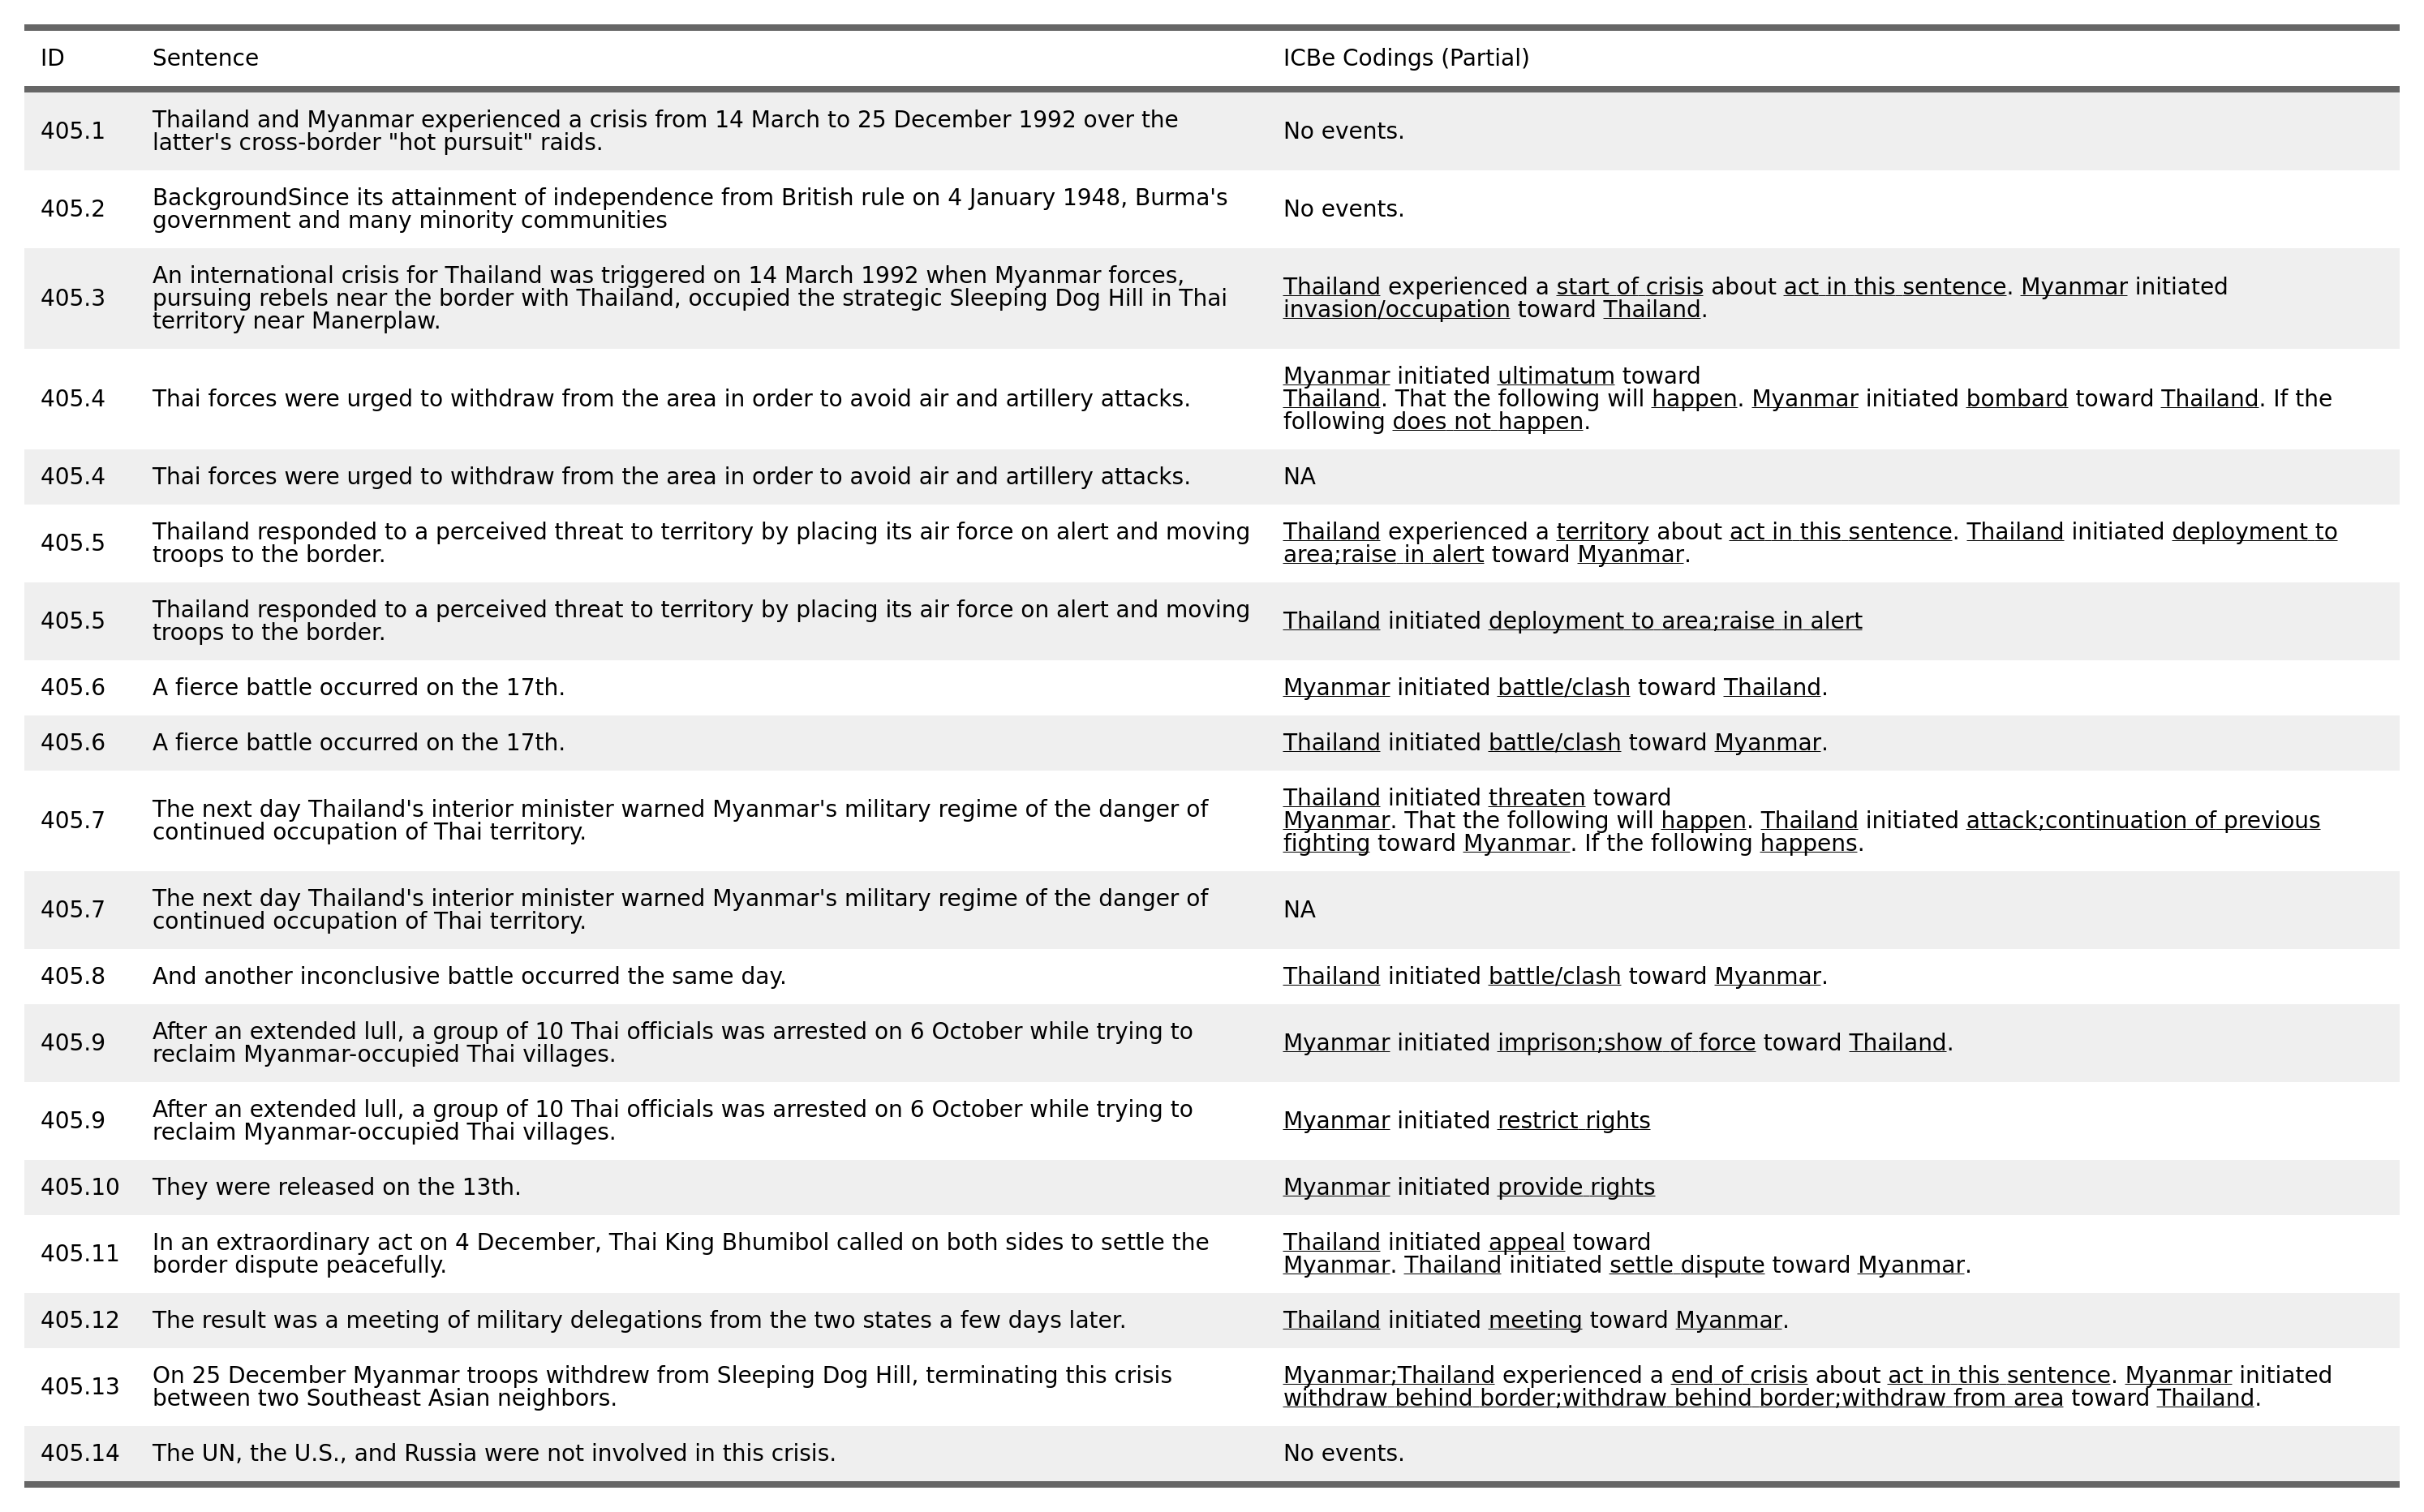 ID Sentence ICBe Codings (Partial)
405.1 Thailand and Myanmar experienced a crisis from 14 March to 25 December 1992 over the
latter's cross-border "hot pursuit" raids. No events.
405.2 BackgroundSince its attainment of independence from British rule on 4 January 1948, Burma's
government and many minority communities No events.
405.3 An international crisis for Thailand was triggered on 14 March 1992 when Myanmar forces,
pursuing rebels near the border with Thailand, occupied the strategic Sleeping Dog Hill in Thai
territory near Manerplaw.
Thailand experienced a start of crisis about act in this sentence. Myanmar initiated
invasion/occupation toward Thailand.
405.4 Thai forces were urged to withdraw from the area in order to avoid air and artillery attacks.
Myanmar initiated ultimatum toward
Thailand. That the following will happen. Myanmar initiated bombard toward Thailand. If the
following does not happen.
405.4 Thai forces were urged to withdraw from the area in order to avoid air and artillery attacks. NA
405.5 Thailand responded to a perceived threat to territory by placing its air force on alert and moving
troops to the border.
Thailand experienced a territory about act in this sentence. Thailand initiated deployment to
area;raise in alert toward Myanmar.
405.5 Thailand responded to a perceived threat to territory by placing its air force on alert and moving
troops to the border.
Thailand initiated deployment to area;raise in alert
405.6 A fierce battle occurred on the 17th. Myanmar initiated battle/clash toward Thailand.
405.6 A fierce battle occurred on the 17th. Thailand initiated battle/clash toward Myanmar.
405.7 The next day Thailand's interior minister warned Myanmar's military regime of the danger of
continued occupation of Thai territory.
Thailand initiated threaten toward
Myanmar. That the following will happen. Thailand initiated attack;continuation of previous
fighting toward Myanmar. If the following happens.
405.7 The next day Thailand's interior minister warned Myanmar's military regime of the danger of
continued occupation of Thai territory.
NA
405.8 And another inconclusive battle occurred the same day. Thailand initiated battle/clash toward Myanmar.
405.9 After an extended lull, a group of 10 Thai officials was arrested on 6 October while trying to
reclaim Myanmar-occupied Thai villages.
Myanmar initiated imprison;show of force toward Thailand.
405.9 After an extended lull, a group of 10 Thai officials was arrested on 6 October while trying to
reclaim Myanmar-occupied Thai villages.
Myanmar initiated restrict rights
405.10 They were released on the 13th. Myanmar initiated provide rights
405.11 In an extraordinary act on 4 December, Thai King Bhumibol called on both sides to settle the
border dispute peacefully.
Thailand initiated appeal toward
Myanmar. Thailand initiated settle dispute toward Myanmar.
405.12 The result was a meeting of military delegations from the two states a few days later. Thailand initiated meeting toward Myanmar.
405.13 On 25 December Myanmar troops withdrew from Sleeping Dog Hill, terminating this crisis
between two Southeast Asian neighbors.
Myanmar;Thailand experienced a end of crisis about act in this sentence. Myanmar initiated
withdraw behind border;withdraw behind border;withdraw from area toward Thailand.
405.14 The UN, the U.S., and Russia were not involved in this crisis. No events.